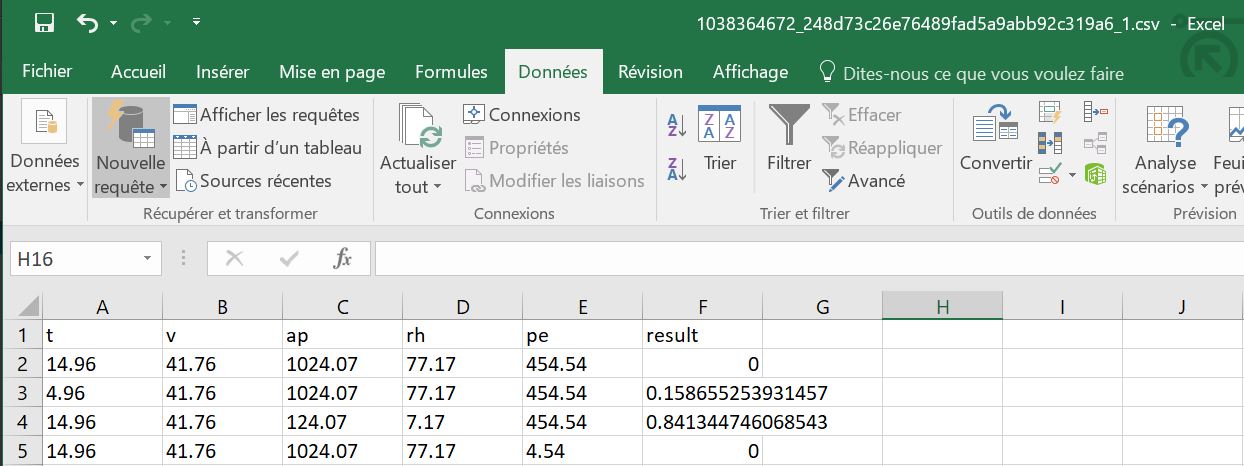 1038364672_248d73c26e76489fad5a9abb92c319a6_1.csv - Excel
Fichier Accueil Insérer Mise en page Formules Données Révision Affichage Dites-nous ce que vous voulez faire
Données externes
Nouvelle requête
Afficher les requêtes
À partir d'un tableau
Sources récentes
Récupérer et transformer
Actualiser tout
Connexions
Propriétés
Modifier les liaisons
Connexions
Trier
Filtrer
Effacer
Réappliquer
Avancé
Trier et filtrer
Convertir
Outils de données
Analyse scénarios
Prévision
H16 fx
A B C D E F G H I J
1 t v ap rh pe result
2 14.96 41.76 1024.07 77.17 454.54 0
3 4.96 41.76 1024.07 77.17 454.54 0.158655253931457
4 14.96 41.76 124.07 7.17 454.54 0.841344746068543
5 14.96 41.76 1024.07 77.17 4.54 0